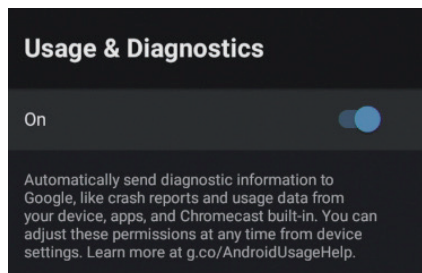 Usage & Diagnostics
On
Automatically send diagnostic information to
Google, like crash reports and usage data from
your device, apps, and Chromecast built-in. You can
adjust these permissions at any time from device
settings. Learn more at g.co/AndroidUsageHelp.